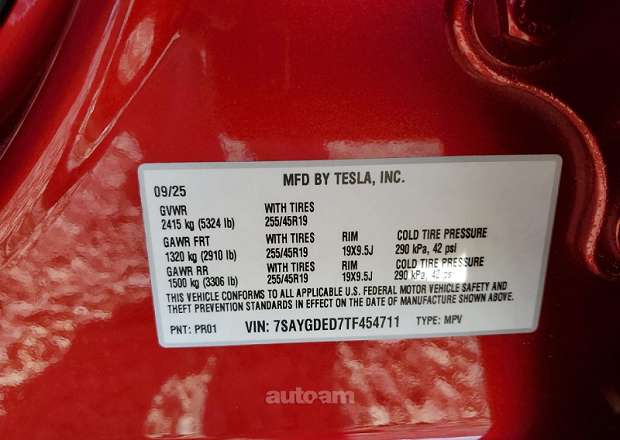 MFD BY TESLA, INC.
09/25
GVWR WITH TIRES
2415 kg (5324 lb) 255/45R19
GAWR FRT WITH TIRES RIM COLD TIRE PRESSURE
1320 kg (2910 lb) 255/45R19 19X9.5J 290 kPa, 42 psi
GAWR RR WITH TIRES RIM COLD TIRE PRESSURE
1500 kg (3306 lb) 255/45R19 19X9.5J 290 kPa, 42 psi
THIS VEHICLE CONFORMS TO ALL APPLICABLE U.S. FEDERAL MOTOR VEHICLE SAFETY AND
THEFT PREVENTION STANDARDS IN EFFECT ON THE DATE OF MANUFACTURE SHOWN ABOVE.
PNT: PR01 VIN: 7SAYGDED7TF454711 TYPE: MPV
autoam